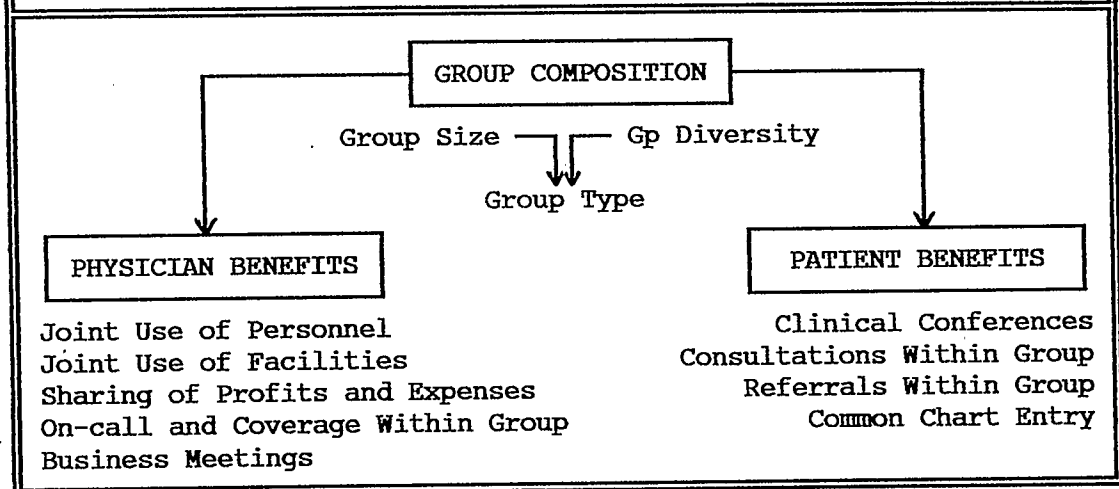 GROUP COMPOSITION
Group Size
Gp Diversity
Group Type
PHYSICIAN BENEFITS
Joint Use of Personnel
Joint Use of Facilities
Sharing of Profits and Expenses
On-call and Coverage Within Group
Business Meetings
PATIENT BENEFITS
Clinical Conferences
Consultations Within Group
Referrals Within Group
Common Chart Entry